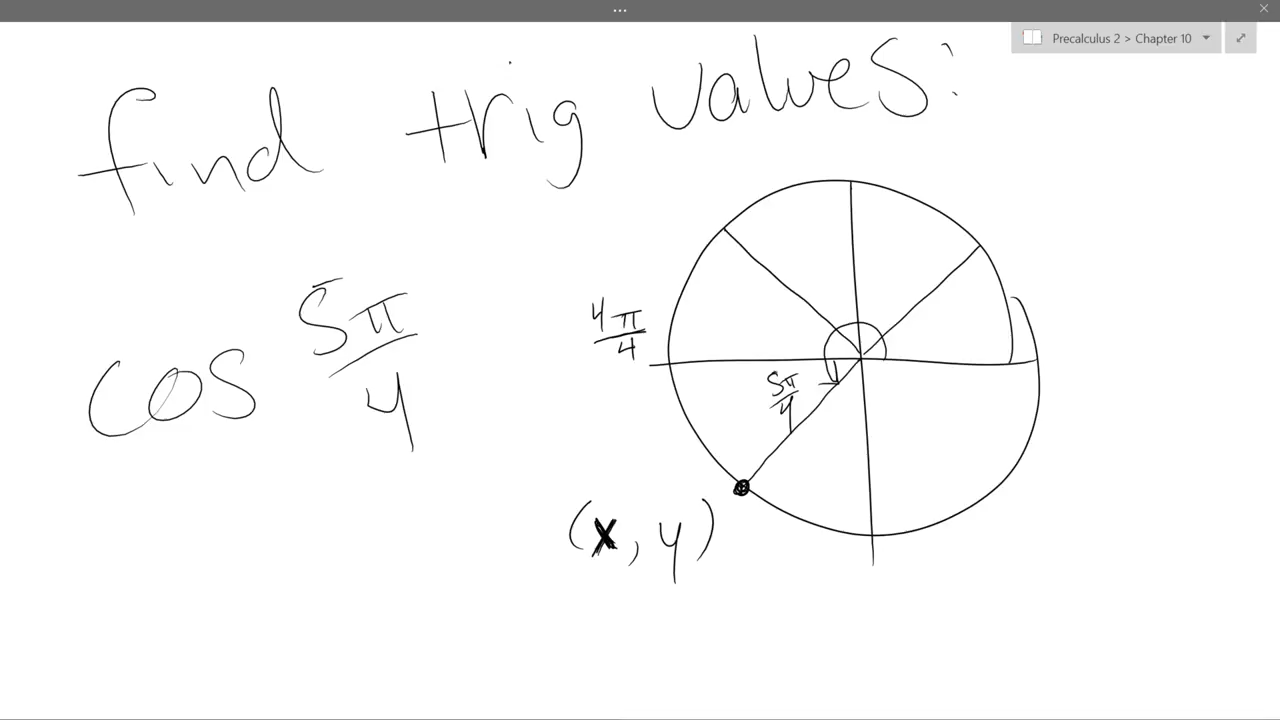 Precalculus 2 > Chapter 10
find trig values:
cos 5π/4
4π/4
5π/4
(x, y)